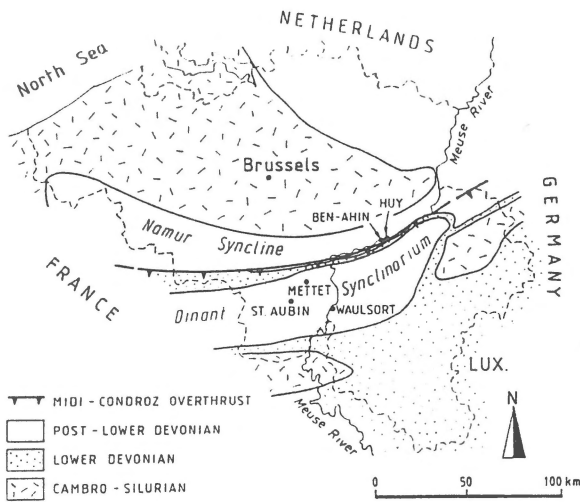 NETHERLANDS
North Sea
Meuse River
Brussels
GERMANY
HUY
BEN-AHIN
Namur Syncline
FRANCE
METTET
Synclinorium
Dinant
ST. AUBIN
WAULSORT
LUX.
MIDI - CONDROZ OVERTHRUST
POST - LOWER DEVONIAN
LOWER DEVONIAN
CAMBRO - SILURIAN
Meuse River
N
0 50 100 km